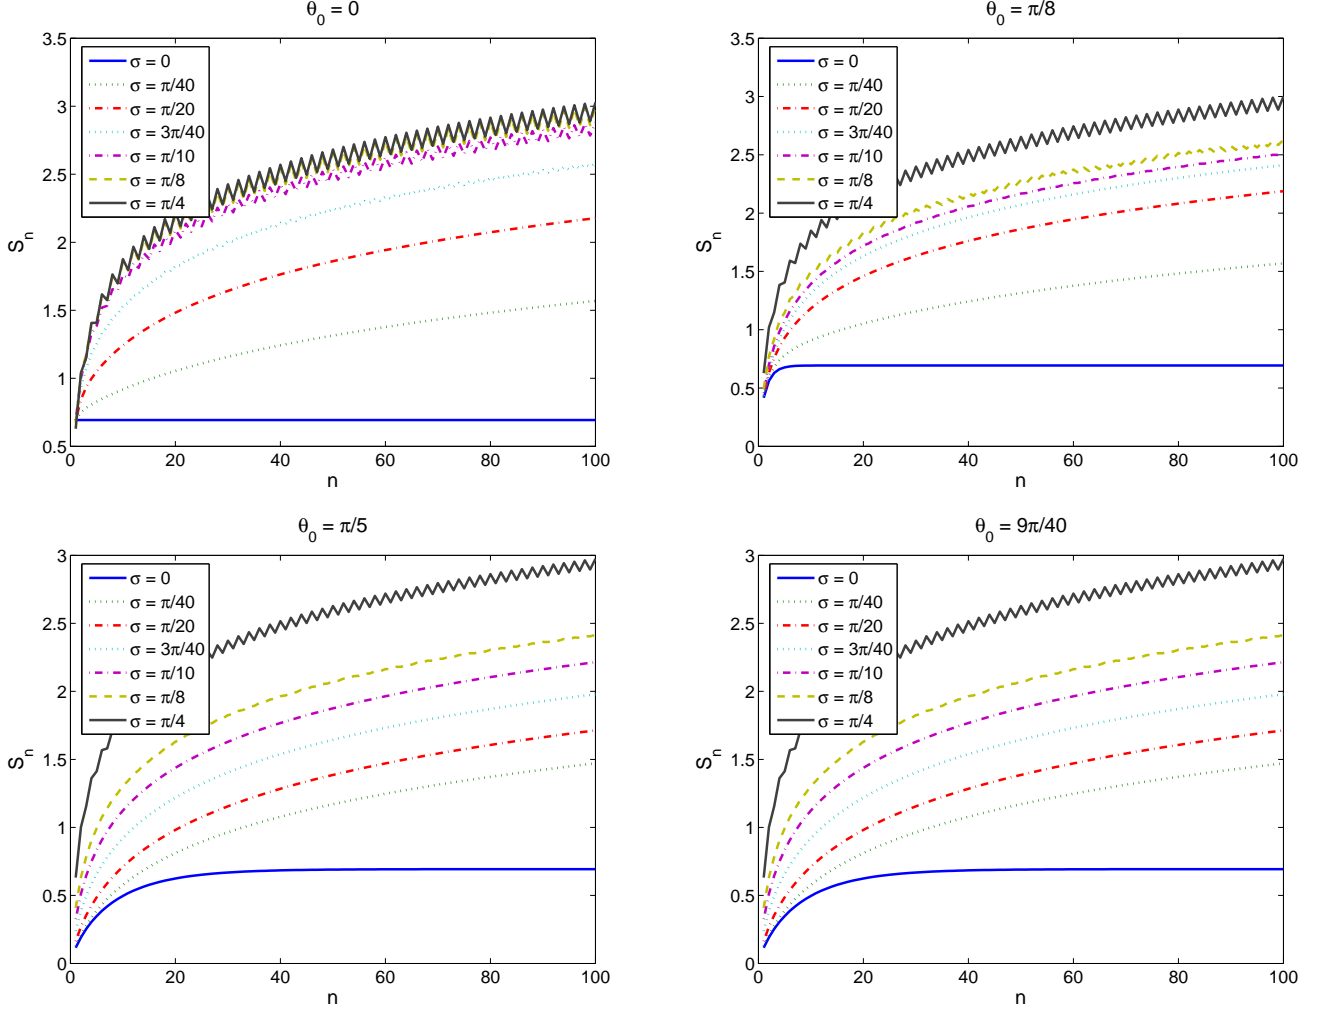 θ0 = 0
3.5
3
2.5
2
1.5
1
0.5
Sn
σ = 0
σ = π/40
σ = π/20
σ = 3π/40
σ = π/10
σ = π/8
σ = π/4
0 20 40 60 80 100
n
θ0 = π/8
3.5
3
2.5
2
1.5
1
0.5
0
Sn
σ = 0
σ = π/40
σ = π/20
σ = 3π/40
σ = π/10
σ = π/8
σ = π/4
0 20 40 60 80 100
n
θ0 = π/5
3
2.5
2
1.5
1
0.5
0
Sn
σ = 0
σ = π/40
σ = π/20
σ = 3π/40
σ = π/10
σ = π/8
σ = π/4
0 20 40 60 80 100
n
θ0 = 9π/40
3
2.5
2
1.5
1
0.5
0
Sn
σ = 0
σ = π/40
σ = π/20
σ = 3π/40
σ = π/10
σ = π/8
σ = π/4
0 20 40 60 80 100
n